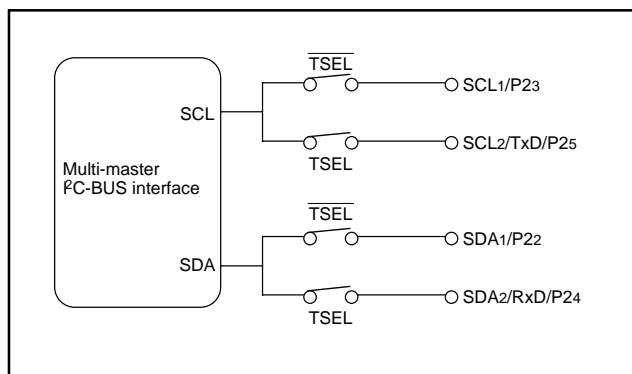 TSEL
SCL1/P23
SCL
SCL2/TxD/P25
TSEL
Multi-master
I²C-BUS interface
TSEL
SDA1/P22
SDA
SDA2/RxD/P24
TSEL